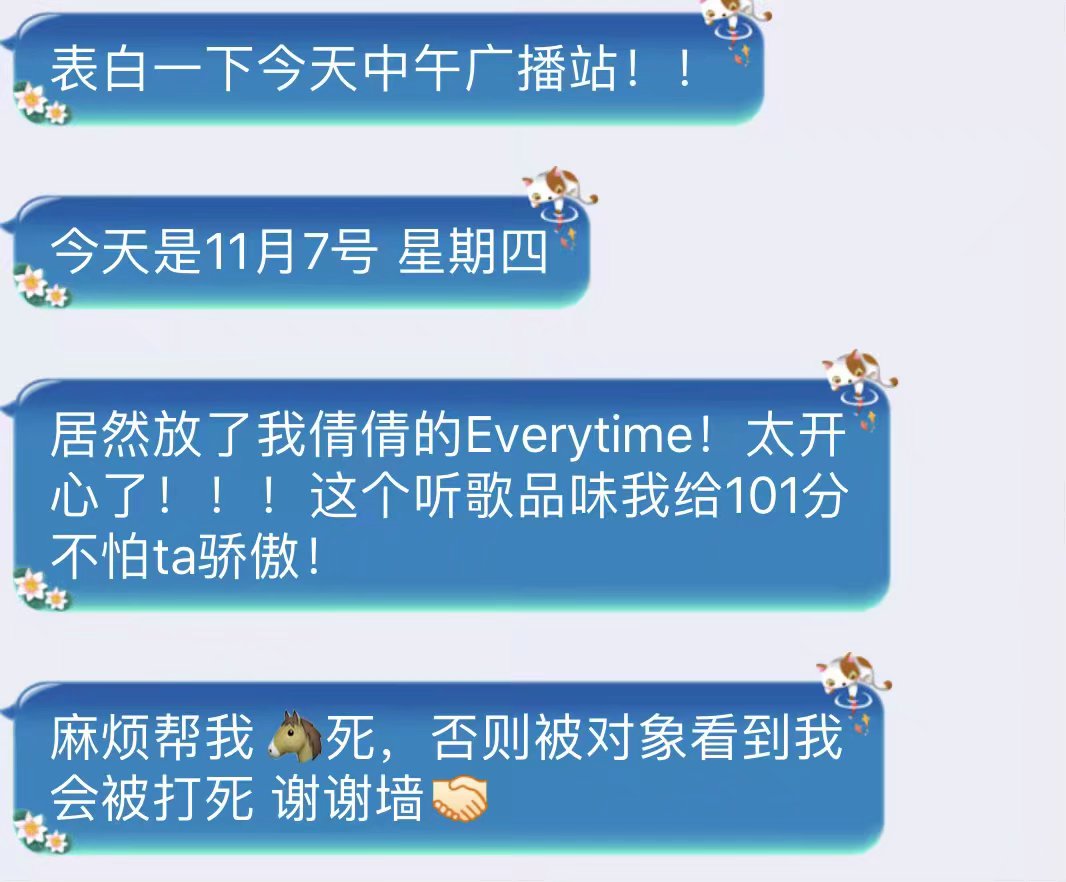 表白一下今天中午广播站！！
今天是11月7号 星期四
居然放了我倩倩的Everytime！太开
心了！！！这个听歌品味我给101分
不怕ta骄傲！
麻烦帮我🐴死，否则被对象看到我
会被打死 谢谢墙🤝